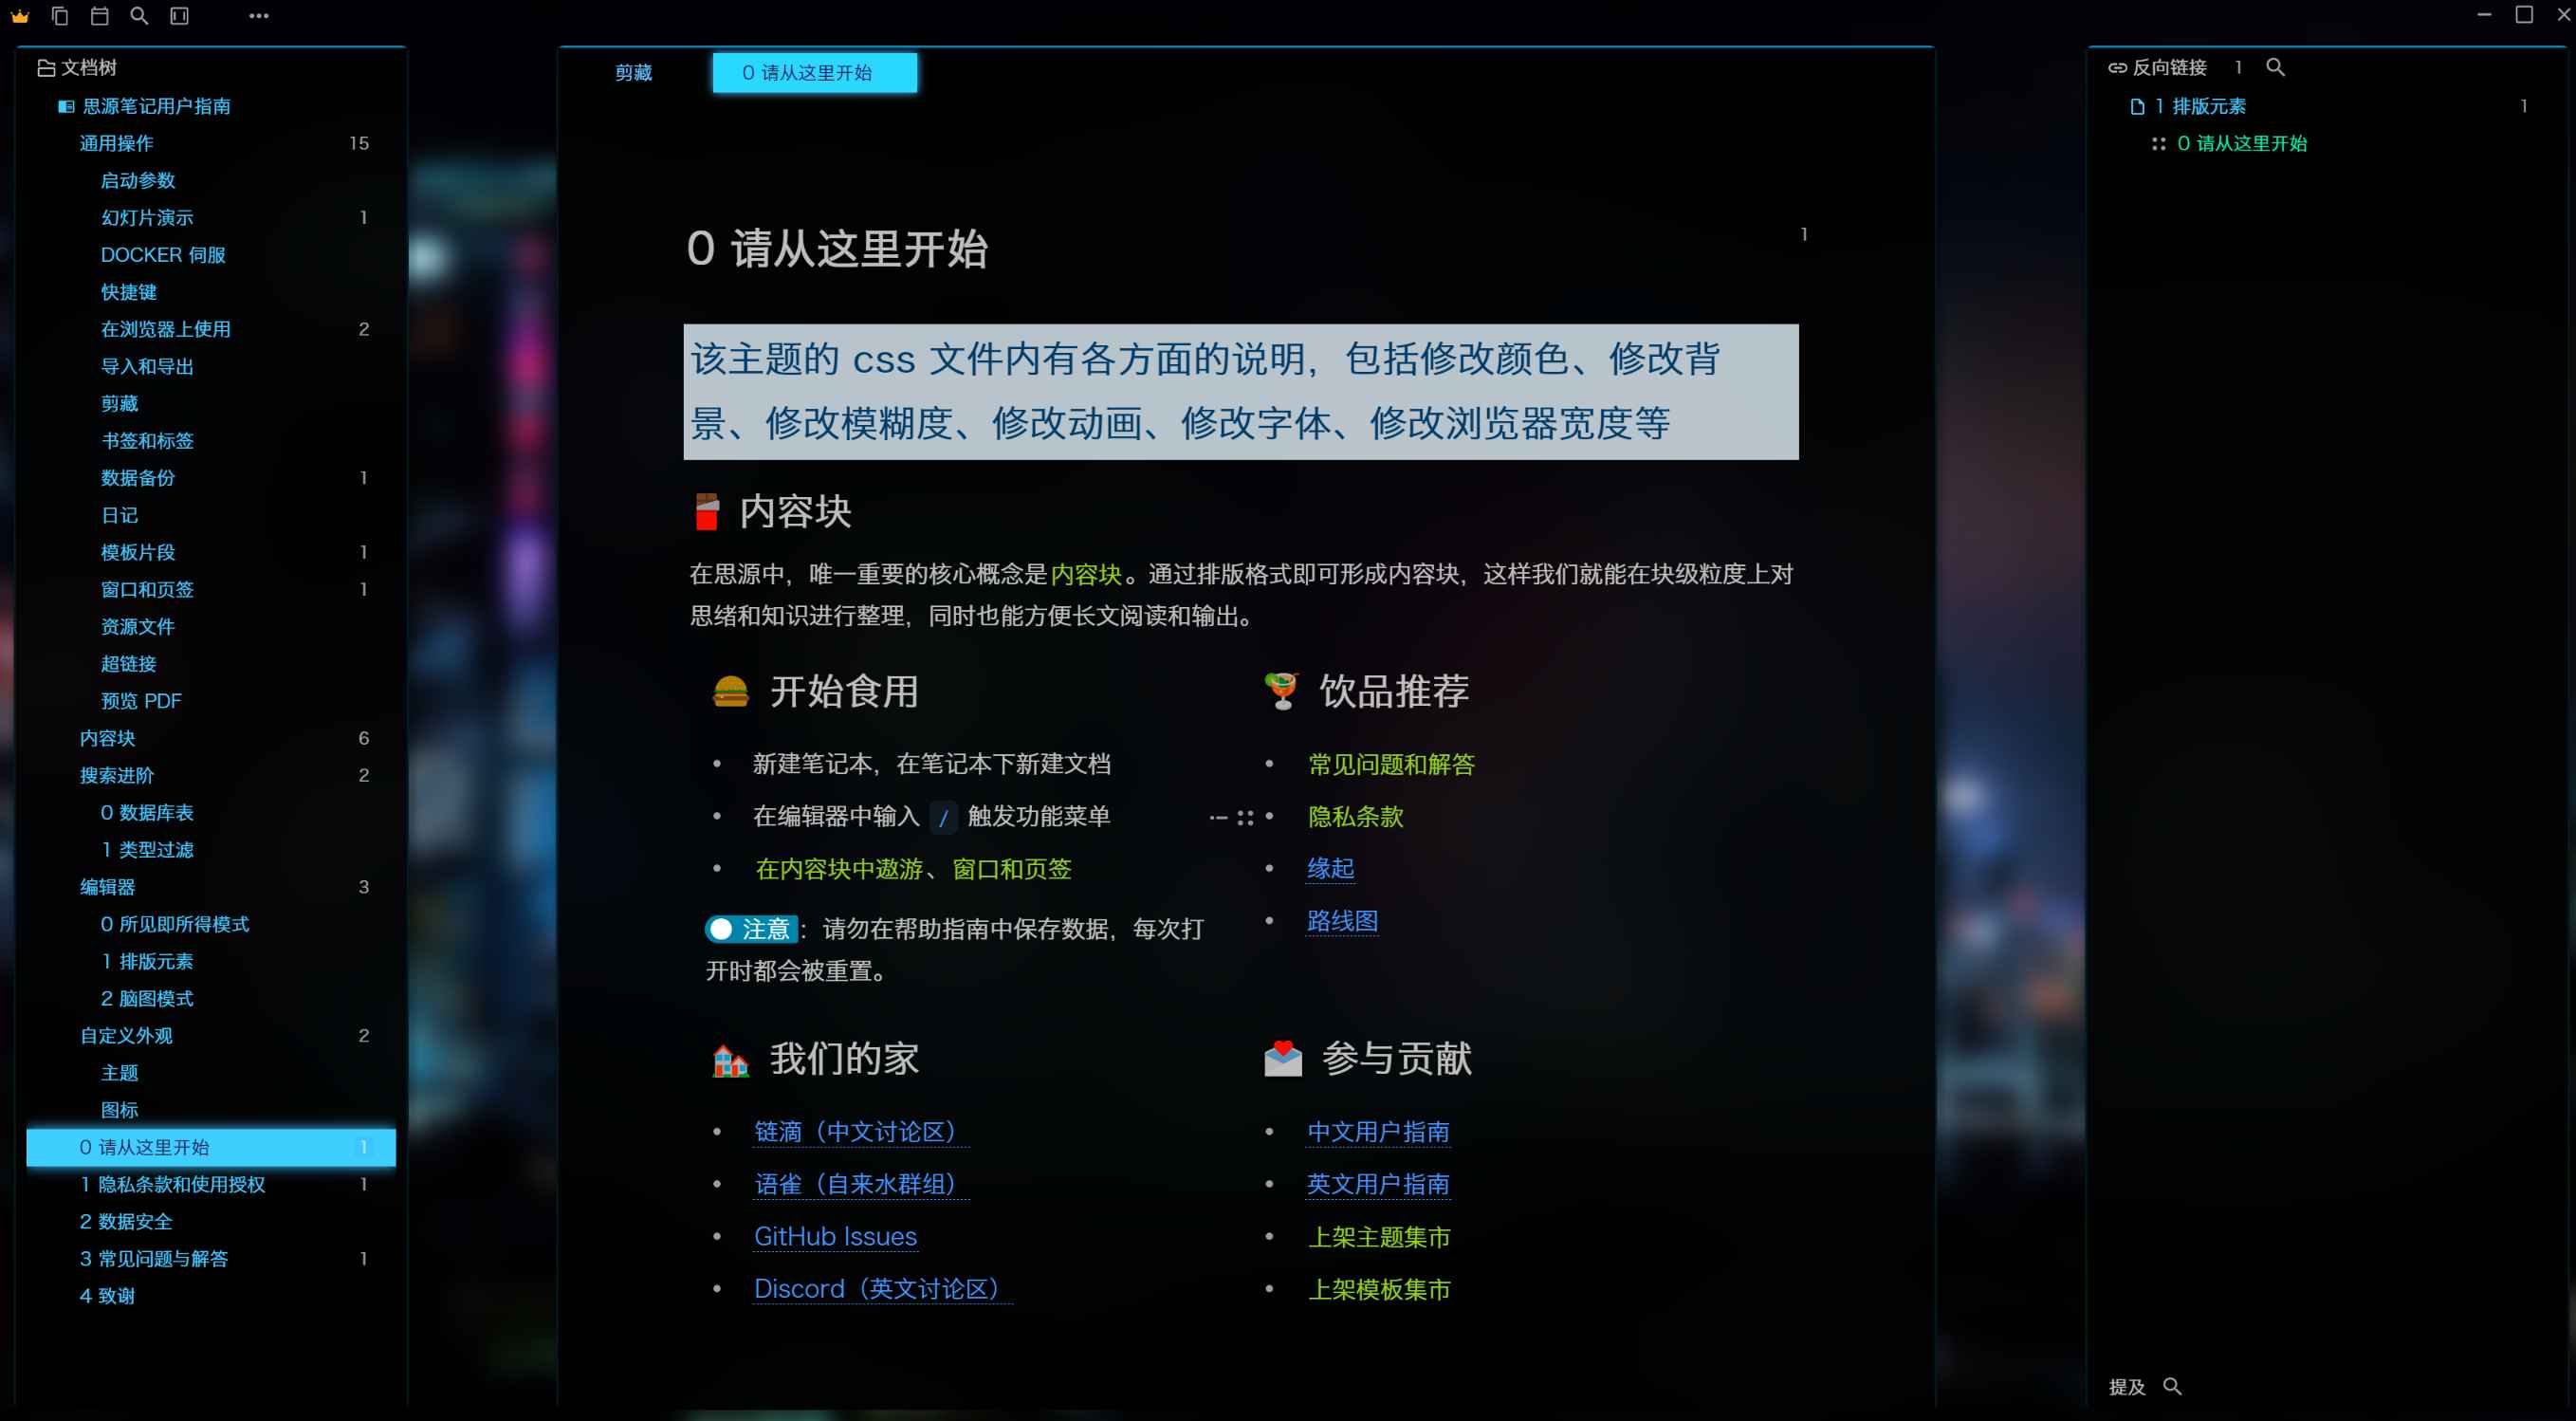 文档树
思源笔记用户指南
通用操作 15
启动参数
幻灯片演示 1
DOCKER 伺服
快捷键
在浏览器上使用 2
导入和导出
剪藏
书签和标签
数据备份 1
日记
模板片段 1
窗口和页签 1
资源文件
超链接
预览 PDF
内容块 6
搜索进阶 2
0 数据库表
1 类型过滤
编辑器 3
0 所见即所得模式
1 排版元素
2 脑图模式
自定义外观 2
主题
图标
0 请从这里开始 1
1 隐私条款和使用授权 1
2 数据安全
3 常见问题与解答 1
4 致谢
剪藏
0 请从这里开始
0 请从这里开始 1
该主题的 css 文件内有各方面的说明，包括修改颜色、修改背
景、修改模糊度、修改动画、修改字体、修改浏览器宽度等
内容块
在思源中，唯一重要的核心概念是内容块。通过排版格式即可形成内容块，这样我们就能在块级粒度上对
思绪和知识进行整理，同时也能方便长文阅读和输出。
开始食用
新建笔记本，在笔记本下新建文档
在编辑器中输入 / 触发功能菜单
在内容块中遨游、窗口和页签
注意：请勿在帮助指南中保存数据，每次打
开时都会被重置。
饮品推荐
常见问题和解答
隐私条款
缘起
路线图
我们的家
链滴（中文讨论区）
语雀（自来水群组）
GitHub Issues
Discord（英文讨论区）
参与贡献
中文用户指南
英文用户指南
上架主题集市
上架模板集市
反向链接 1
1 排版元素 1
0 请从这里开始
提及